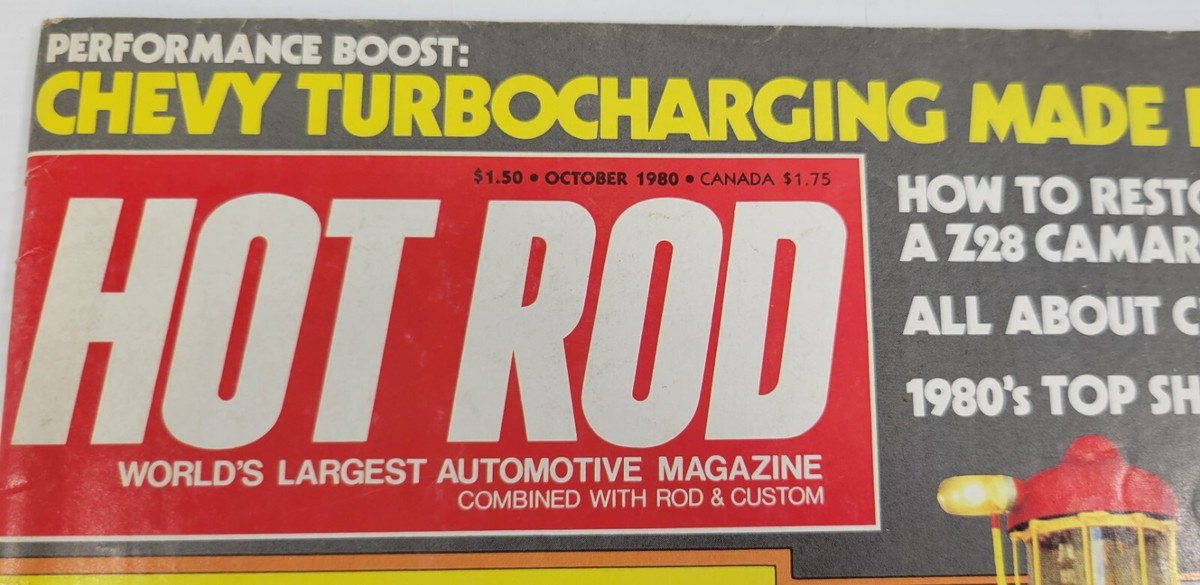 PERFORMANCE BOOST:
CHEVY TURBOCHARGING MADE
$1.50 • OCTOBER 1980 • CANADA $1.75
HOT ROD
WORLD'S LARGEST AUTOMOTIVE MAGAZINE
COMBINED WITH ROD & CUSTOM
HOW TO
A Z28
ALL ABOUT
1980's TOP